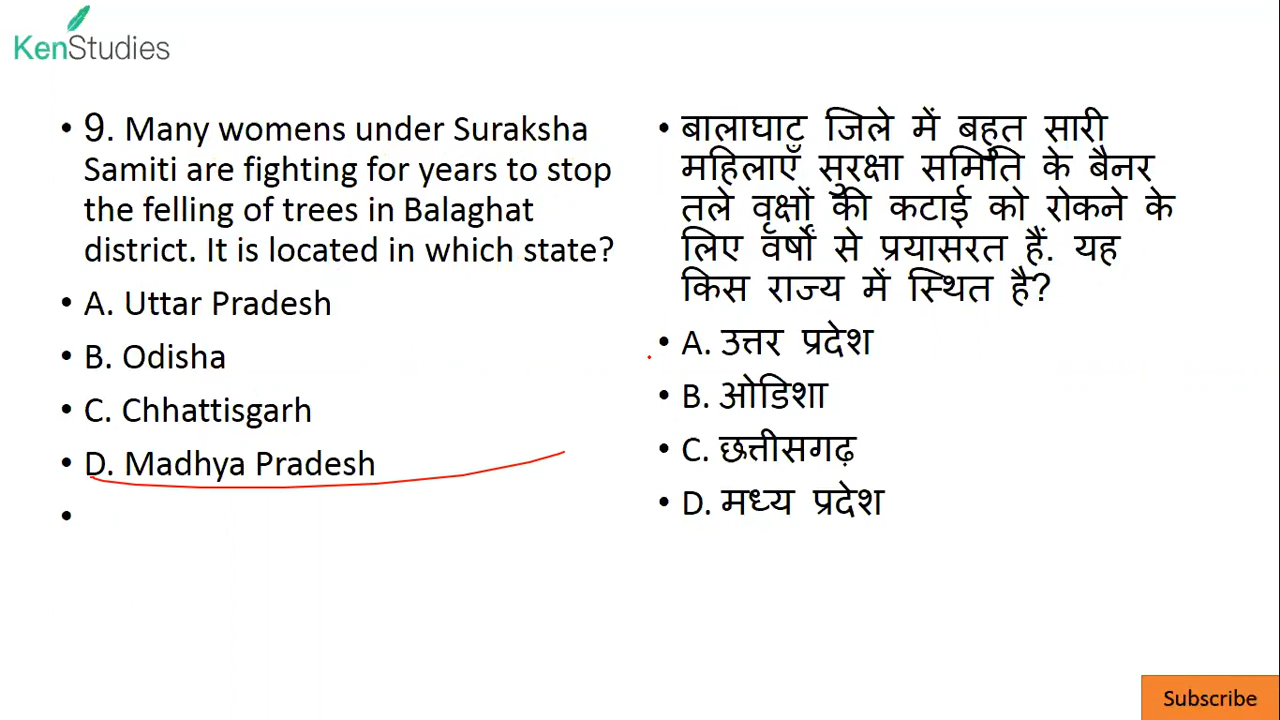 KenStudies
• 9. Many womens under Suraksha
Samiti are fighting for years to stop
the felling of trees in Balaghat
district. It is located in which state?
• A. Uttar Pradesh
• B. Odisha
• C. Chhattisgarh
• D. Madhya Pradesh
•
• बालाघाट जिले में बहुत सारी
महिलाएँ सुरक्षा समिति के बैनर
तले वृक्षों की कटाई को रोकने के
लिए वर्षों से प्रयासरत हैं. यह
किस राज्य में स्थित है?
• A. उत्तर प्रदेश
• B. ओडिशा
• C. छत्तीसगढ़
• D. मध्य प्रदेश
Subscribe